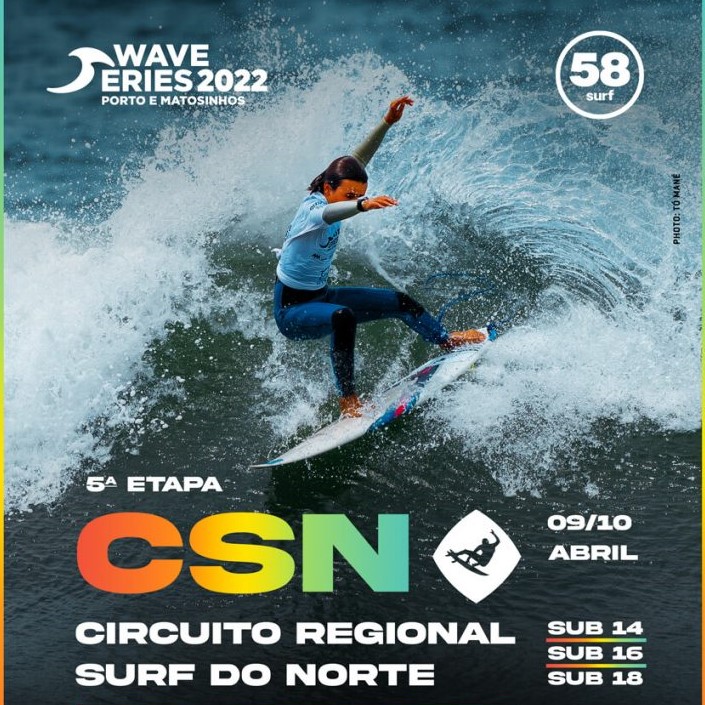 WAVE
SERIES 2022
PORTO E MATOSINHOS
58
surf
PHOTO: TÓ MANÉ
5ª ETAPA
CSN
09/10
ABRIL
CIRCUITO REGIONAL
SURF DO NORTE
SUB 14
SUB 16
SUB 18